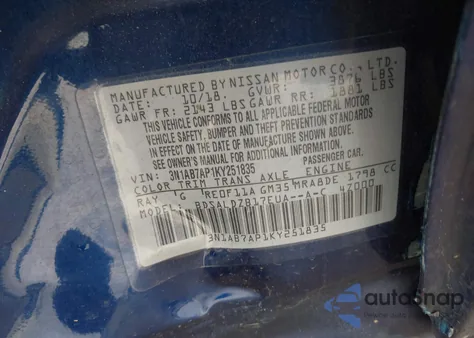 MANUFACTURED BY NISSAN MOTOR CO., LTD.
DATE: 10/18 GVWR: 3876 LBS
GAWR FR: 2143 LBS GAWR RR: 1881 LBS
THIS VEHICLE CONFORMS TO ALL APPLICABLE FEDERAL MOTOR
VEHICLE SAFETY, BUMPER AND THEFT PREVENTION STANDARDS
IN EFFECT ON THE DATE OF MANUFACTURE SHOWN ABOVE.
*SEE OWNER'S MANUAL
VIN: 3N1AB7AP1KY251835 PASSENGER CAR.
COLOR TRIM TRANS AXLE ENGINE
RAY G RE0F11A GM35 MRA8DE 1798 CC
MODEL: BDSALDZB17EUA--A-C 47000
3N1AB7AP1KY251835
autosnap